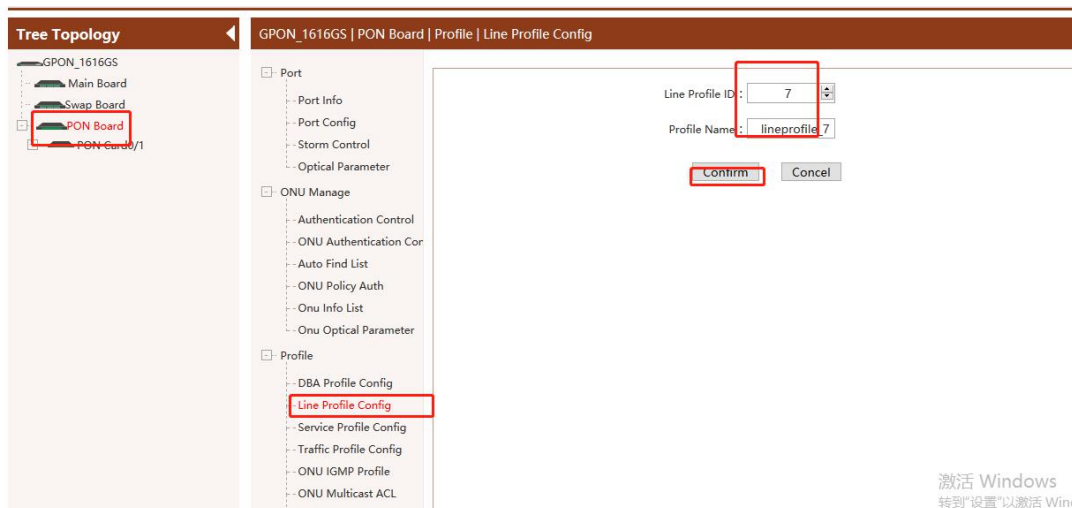 Tree Topology
GPON_1616GS | PON Board | Profile | Line Profile Config
GPON_1616GS
Main Board
Swap Board
PON Board
PON Card0/1
Port
Port Info
Port Config
Storm Control
Optical Parameter
ONU Manage
Authentication Control
ONU Authentication Con
Auto Find List
ONU Policy Auth
Onu Info List
Onu Optical Parameter
Profile
DBA Profile Config
Line Profile Config
Service Profile Config
Traffic Profile Config
ONU IGMP Profile
ONU Multicast ACL
Line Profile ID : 7
Profile Name : lineprofile_7
Confirm Concel
激活 Windows
转到"设置"以激活 Win